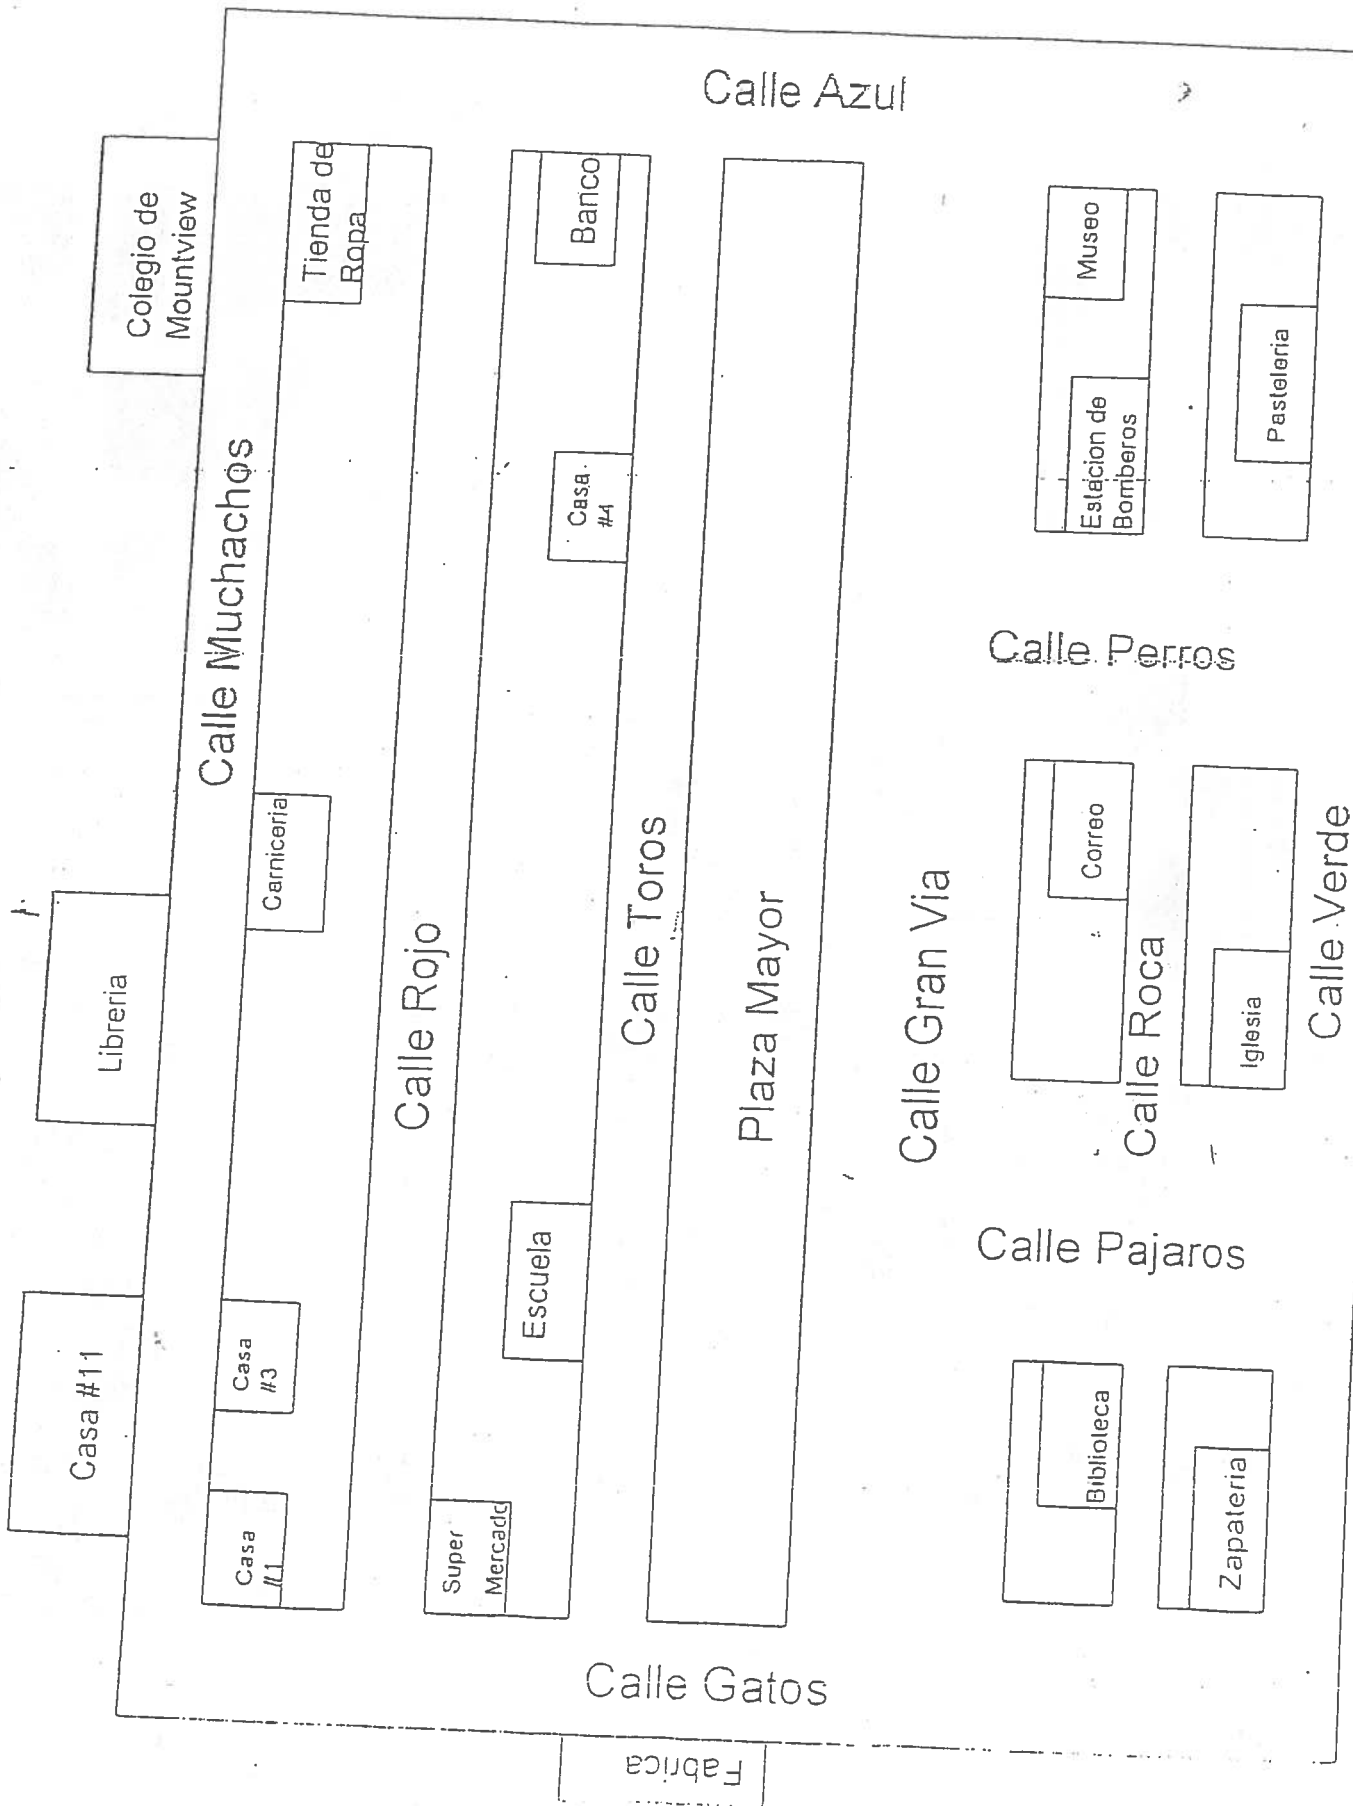 Calle Azul
Colegio de
Mountview
Tienda de
Ropa
Banco
Museo
Pasteleria
Estacion de
Bomberos
Casa
#4
Calle Muchachos
Calle Perros
Carniceria
Correo
Libreria
Calle Rojo
Calle Toros
Plaza Mayor
Calle Gran Via
Calle Roca
Iglesia
Calle Verde
Escuela
Calle Pajaros
Casa #11
Casa
#3
Biblioteca
Casa
#1
Super
Mercado
Zapateria
Calle Gatos
Fabrica